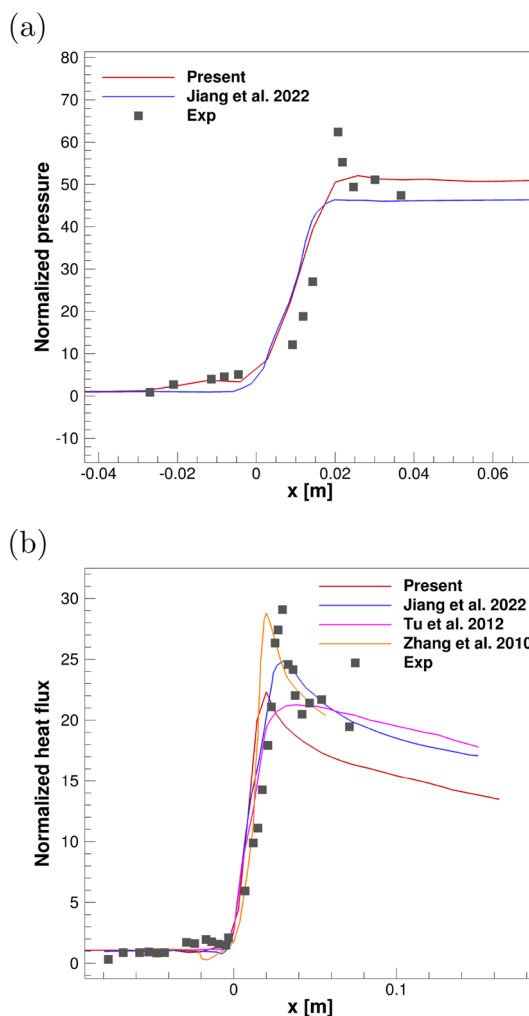 (a)
80
70
60
50
40
30
20
10
0
-10
Normalized pressure
Present
Jiang et al. 2022
Exp
-0.04
-0.02
0
0.02
0.04
0.06
x [m]
(b)
30
25
20
15
10
5
0
Normalized heat flux
Present
Jiang et al. 2022
Tu et al. 2012
Zhang et al. 2010
Exp
0
0.1
x [m]